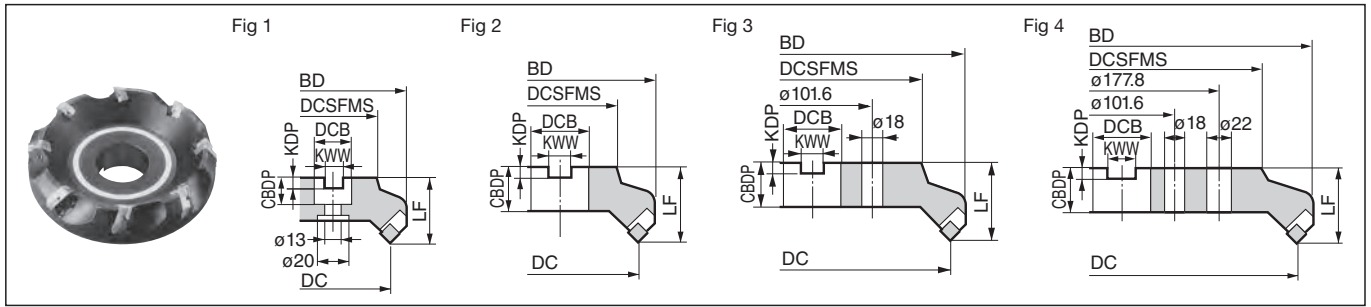 Fig 1
BD
DCSFMS
DCB
KWW
KDP
CBDP
LF
ø13
ø20
DC
Fig 2
BD
DCSFMS
DCB
KWW
KDP
CBDP
LF
DC
Fig 3
BD
DCSFMS
ø101.6
DCB
ø18
KWW
KDP
CBDP
LF
DC
Fig 4
BD
DCSFMS
ø177.8
ø101.6
DCB
ø18
ø22
KWW
KDP
CBDP
LF
DC